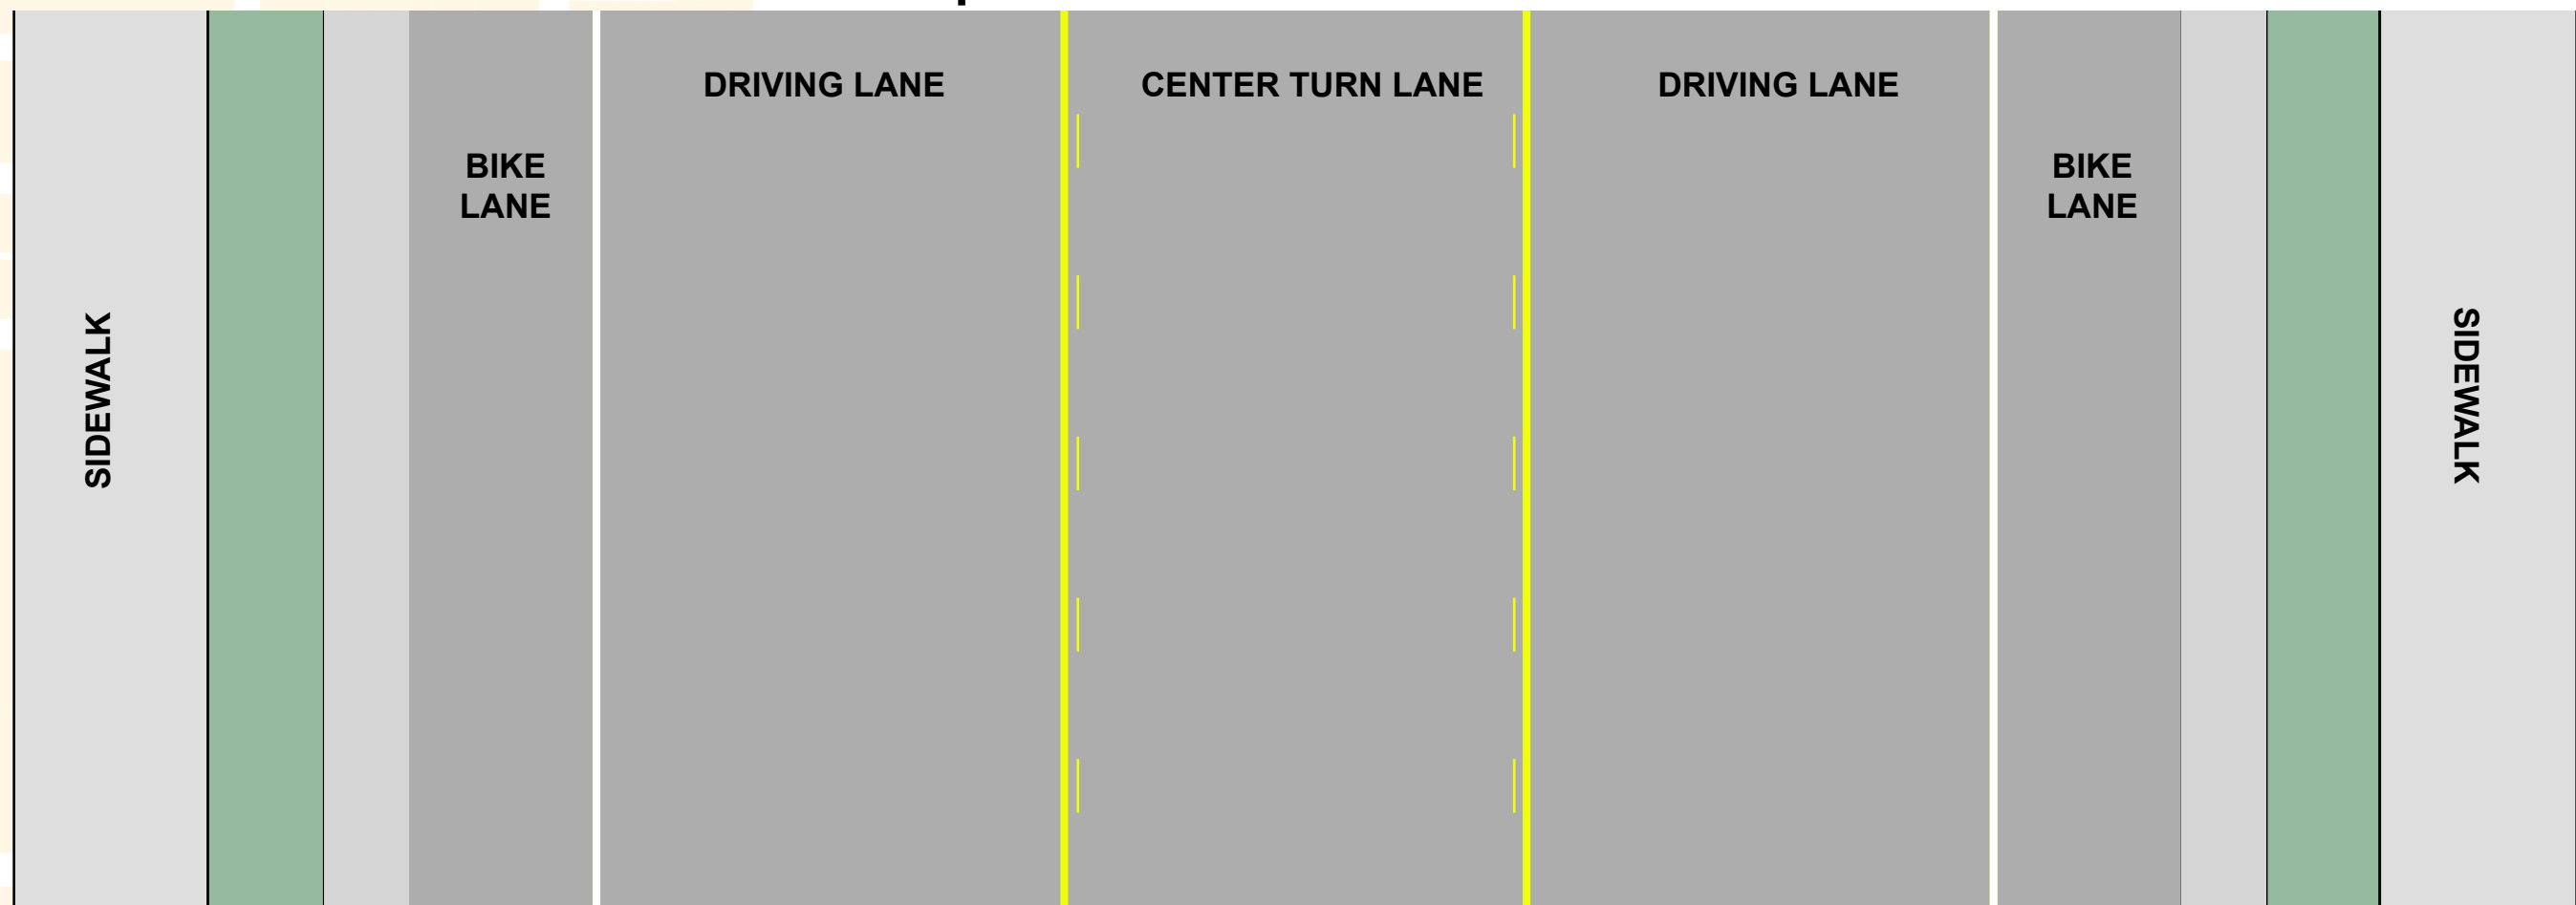 DRIVING LANE
CENTER TURN LANE
DRIVING LANE
BIKE
LANE
BIKE
LANE
SIDEWALK
SIDEWALK